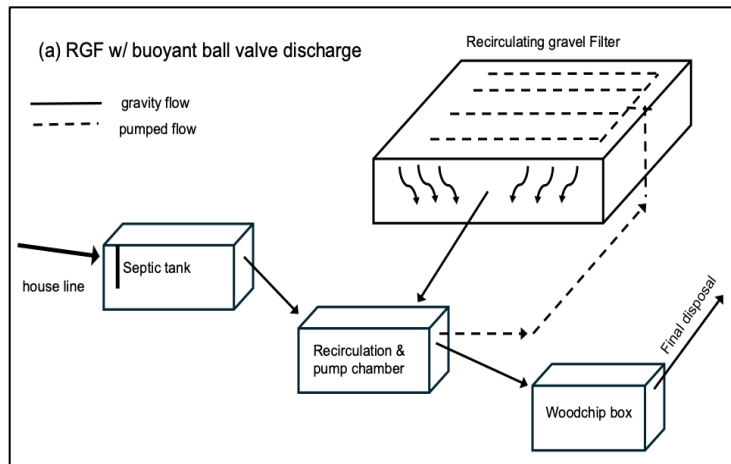 (a) RGF w/ buoyant ball valve discharge
Recirculating gravel Filter
gravity flow
pumped flow
Septic tank
house line
Recirculation &
pump chamber
Final disposal
Woodchip box